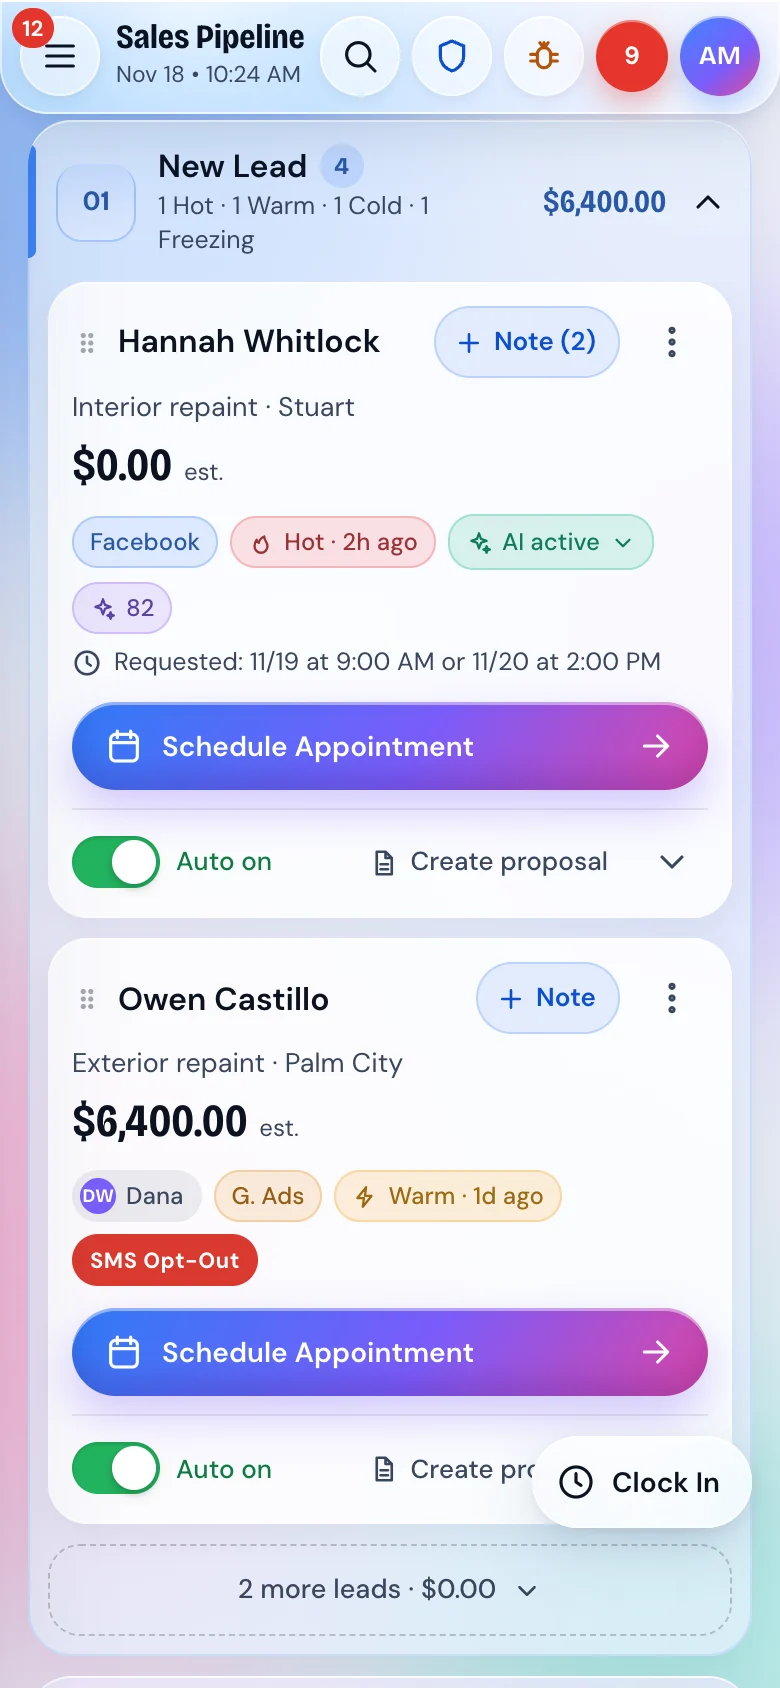 12
Sales Pipeline
Nov 18 • 10:24 AM
9
AM
01
New Lead 4
1 Hot · 1 Warm · 1 Cold · 1
Freezing
$6,400.00
Hannah Whitlock
+ Note (2)
Interior repaint · Stuart
$0.00 est.
Facebook
Hot · 2h ago
AI active
82
Requested: 11/19 at 9:00 AM or 11/20 at 2:00 PM
Schedule Appointment
Auto on
Create proposal
Owen Castillo
+ Note
Exterior repaint · Palm City
$6,400.00 est.
DW Dana
G. Ads
Warm · 1d ago
SMS Opt-Out
Schedule Appointment
Auto on
Create pro
Clock In
2 more leads · $0.00